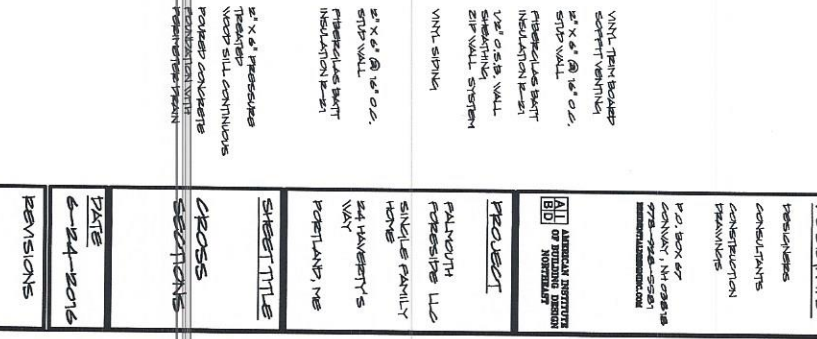 VINYL TRIM BOARD
SOFFIT VENTING
2" X 6" @ 16" O.C.
STUD WALL
FIBERGLAS BATT
INSULATION R-21
1/2" O.S.B. WALL
SHEATHING
ZIP WALL SYSTEM
VINYL SIDING
2" X 6" @ 16" O.C.
STUD WALL
FIBERGLAS BATT
INSULATION R-21
2" X 6" PRESSURE
TREATED
WOOD SILL CONTINUOUS
POURED CONCRETE
FOUNDATION WITH
PERIMETER DRAIN
DESIGNERS
CONSULTANTS
CONSTRUCTION
DRAWINGS
P.O. BOX 67
CONWAY, NH 03818
AIBD
AMERICAN INSTITUTE
OF BUILDING DESIGN
NORTHEAST
PROJECT
FALMOUTH
FORESIDE LLC
SINGLE FAMILY
HOME
24 HAVERTY'S
WAY
PORTLAND, ME
SHEET TITLE
CROSS
SECTIONS
DATE
6-24-2016
REVISIONS